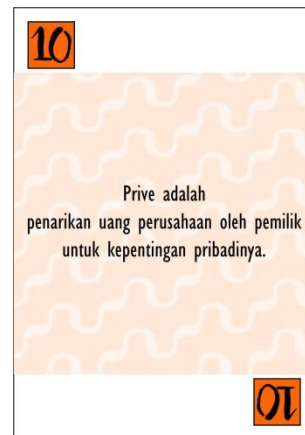 10
Prive adalah
penarikan uang perusahaan oleh pemilik
untuk kepentingan pribadinya.
10